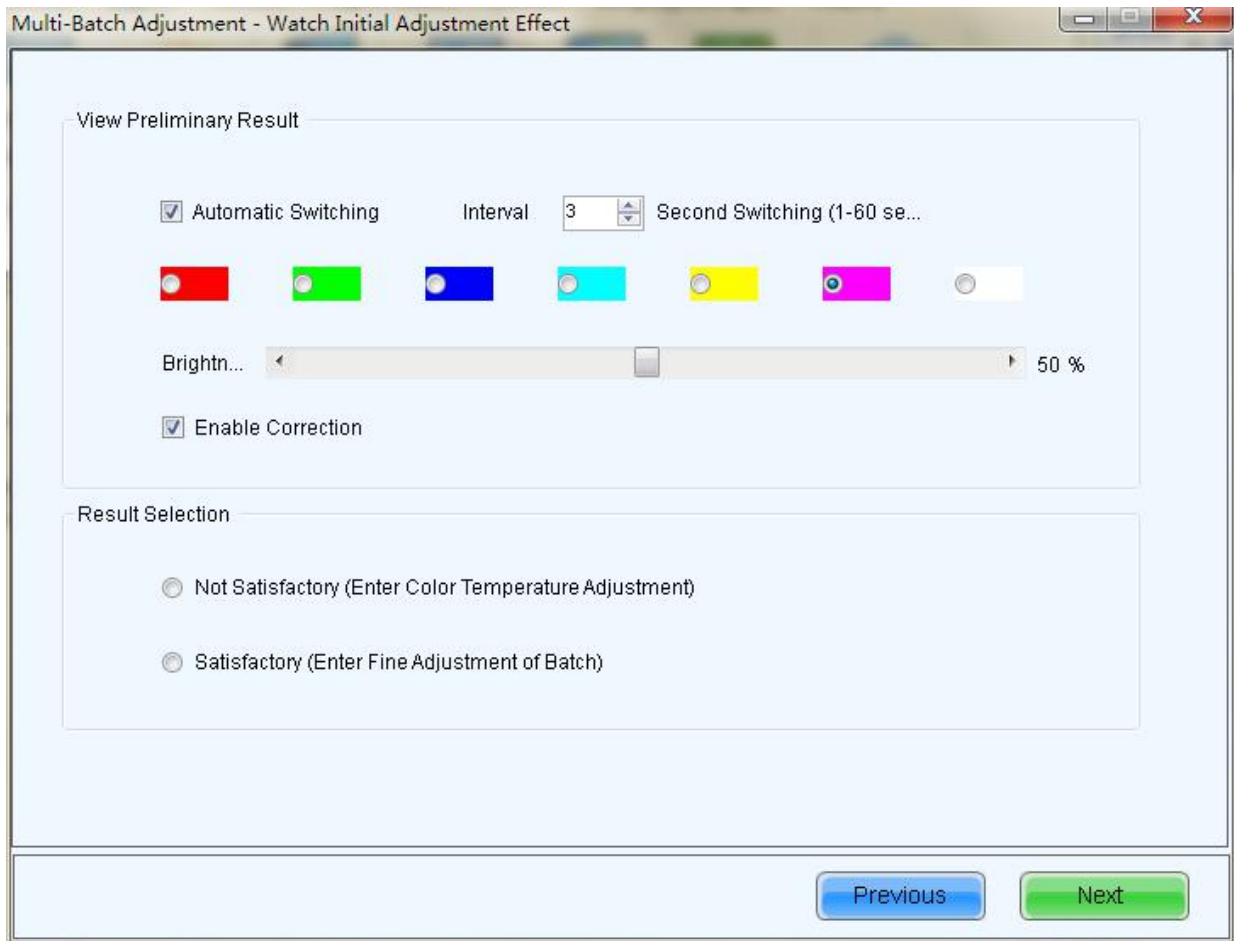 Multi-Batch Adjustment - Watch Initial Adjustment Effect
View Preliminary Result
Automatic Switching Interval 3 Second Switching (1-60 se...
Brightn... 50 %
Enable Correction
Result Selection
Not Satisfactory (Enter Color Temperature Adjustment)
Satisfactory (Enter Fine Adjustment of Batch)
Previous Next